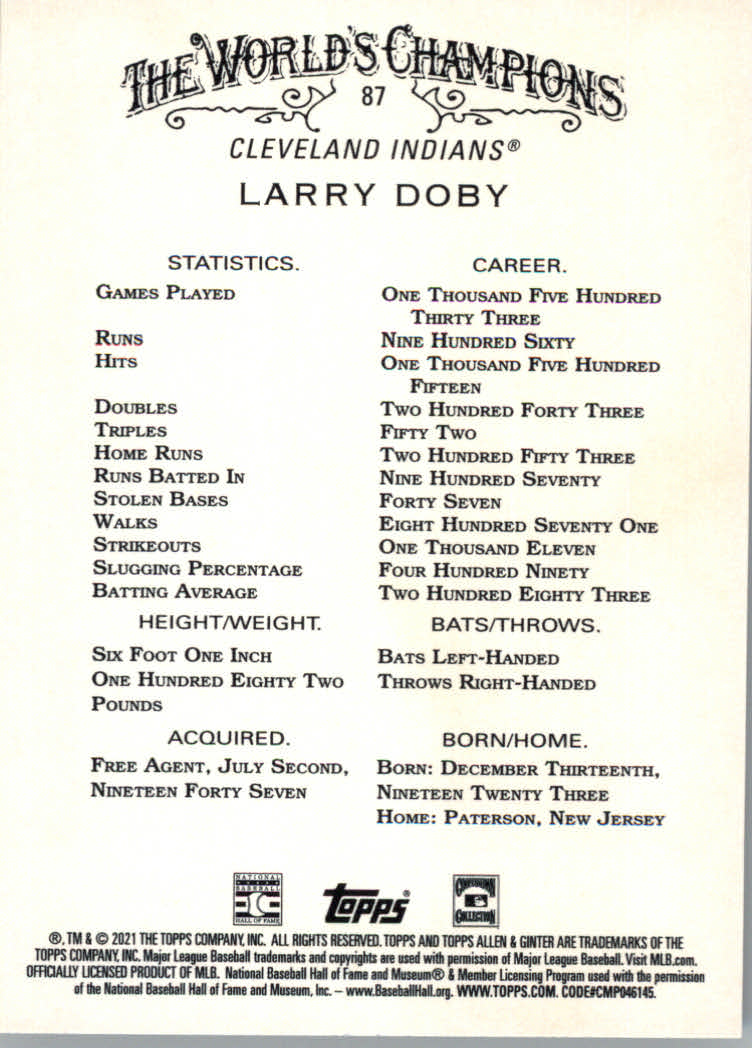 THE WORLD'S CHAMPIONS
87
CLEVELAND INDIANS®
LARRY DOBY
STATISTICS. CAREER.
GAMES PLAYED ONE THOUSAND FIVE HUNDRED
THIRTY THREE
RUNS NINE HUNDRED SIXTY
HITS ONE THOUSAND FIVE HUNDRED
FIFTEEN
DOUBLES TWO HUNDRED FORTY THREE
TRIPLES FIFTY TWO
HOME RUNS TWO HUNDRED FIFTY THREE
RUNS BATTED IN NINE HUNDRED SEVENTY
STOLEN BASES FORTY SEVEN
WALKS EIGHT HUNDRED SEVENTY ONE
STRIKEOUTS ONE THOUSAND ELEVEN
SLUGGING PERCENTAGE FOUR HUNDRED NINETY
BATTING AVERAGE TWO HUNDRED EIGHTY THREE
HEIGHT/WEIGHT. BATS/THROWS.
SIX FOOT ONE INCH BATS LEFT-HANDED
ONE HUNDRED EIGHTY TWO THROWS RIGHT-HANDED
POUNDS
ACQUIRED. BORN/HOME.
FREE AGENT, JULY SECOND, BORN: DECEMBER THIRTEENTH,
NINETEEN FORTY SEVEN NINETEEN TWENTY THREE
HOME: PATERSON, NEW JERSEY
NATIONAL
BASEBALL
HALL OF FAME
Topps®
COOPERSTOWN
COLLECTION
®, TM & © 2021 THE TOPPS COMPANY, INC. ALL RIGHTS RESERVED. TOPPS AND TOPPS ALLEN & GINTER ARE TRADEMARKS OF THE
TOPPS COMPANY, INC. Major League Baseball trademarks and copyrights are used with permission of Major League Baseball. Visit MLB.com.
OFFICIALLY LICENSED PRODUCT OF MLB. National Baseball Hall of Fame and Museum® & Member Licensing Program used with the permission
of the National Baseball Hall of Fame and Museum, Inc. – www.BaseballHall.org. WWW.TOPPS.COM. CODE#CMP046145.